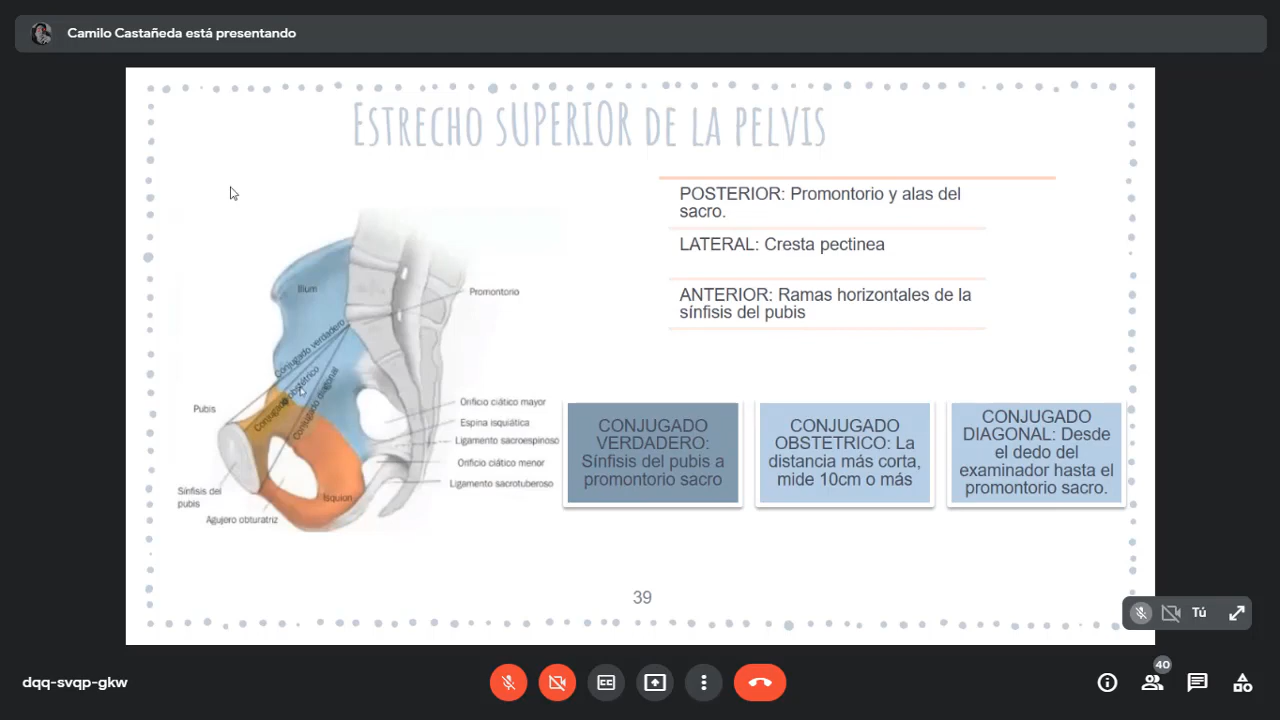 Camilo Castañeda está presentando
ESTRECHO SUPERIOR DE LA PELVIS
POSTERIOR: Promontorio y alas del
sacro.
LATERAL: Cresta pectinea
ANTERIOR: Ramas horizontales de la
sínfisis del pubis
Ilium
Promontorio
Conjugado verdadero
Conjugado obstétrico
Conjugado diagonal
Pubis
Orificio ciático mayor
Espina isquiática
Ligamento sacroespinoso
Orificio ciático menor
Ligamento sacrotuberoso
Sínfisis del
pubis
Isquion
Agujero obturatriz
CONJUGADO
VERDADERO:
Sínfisis del pubis a
promontorio sacro
CONJUGADO
OBSTETRICO: La
distancia más corta,
mide 10cm o más
CONJUGADO
DIAGONAL: Desde
el dedo del
examinador hasta el
promontorio sacro.
39
Tú
dqq-svqp-gkw
CC
40